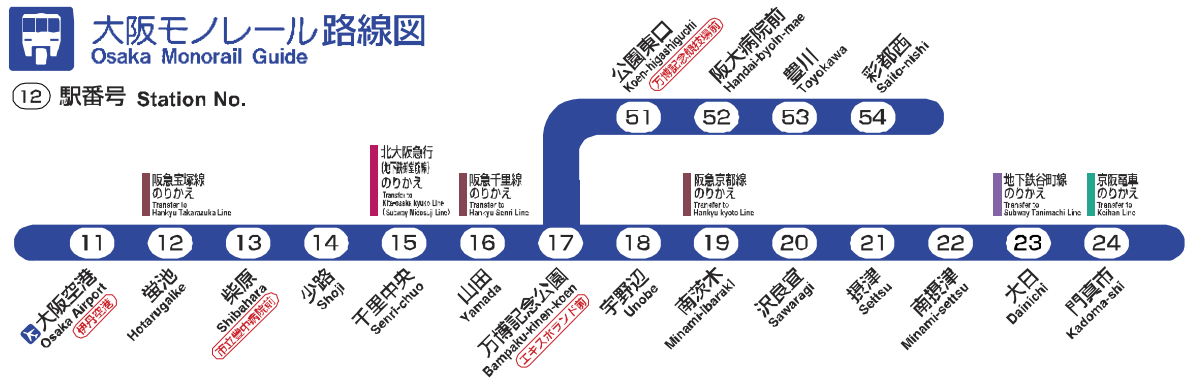 大阪モノレール路線図
Osaka Monorail Guide
12 駅番号 Station No.
公園東口
Koen-higashiguchi
万博記念競技場前
阪大病院前
Handai-byoin-mae
豊川
Toyokawa
彩都西
Saito-nishi
51 52 53 54
阪急宝塚線
のりかえ
Transfer to
Hankyu Takarazuka Line
北大阪急行
(地下鉄御堂筋線)
のりかえ
Transfer to
Kita-osaka kyuko Line
(Subway Midosuji Line)
阪急千里線
のりかえ
Transfer to
Hankyu Senri Line
阪急京都線
のりかえ
Transfer to
Hankyu kyoto Line
地下鉄谷町線
のりかえ
Transfer to
Subway Tanimachi Line
京阪電車
のりかえ
Transfer to
Keihan Line
11 12 13 14 15 16 17 18 19 20 21 22 23 24
大阪空港
Osaka Airport
伊丹空港
蛍池
Hotarugaike
柴原
Shibahara
市立豊中病院前
少路
Shoji
千里中央
Senri-chuo
山田
Yamada
万博記念公園
Bampaku-kinen-koen
エキスポランド前
宇野辺
Unobe
南茨木
Minami-Ibaraki
沢良宜
Sawaragi
摂津
Settsu
南摂津
Minami-settsu
大日
Dainichi
門真市
Kadoma-shi